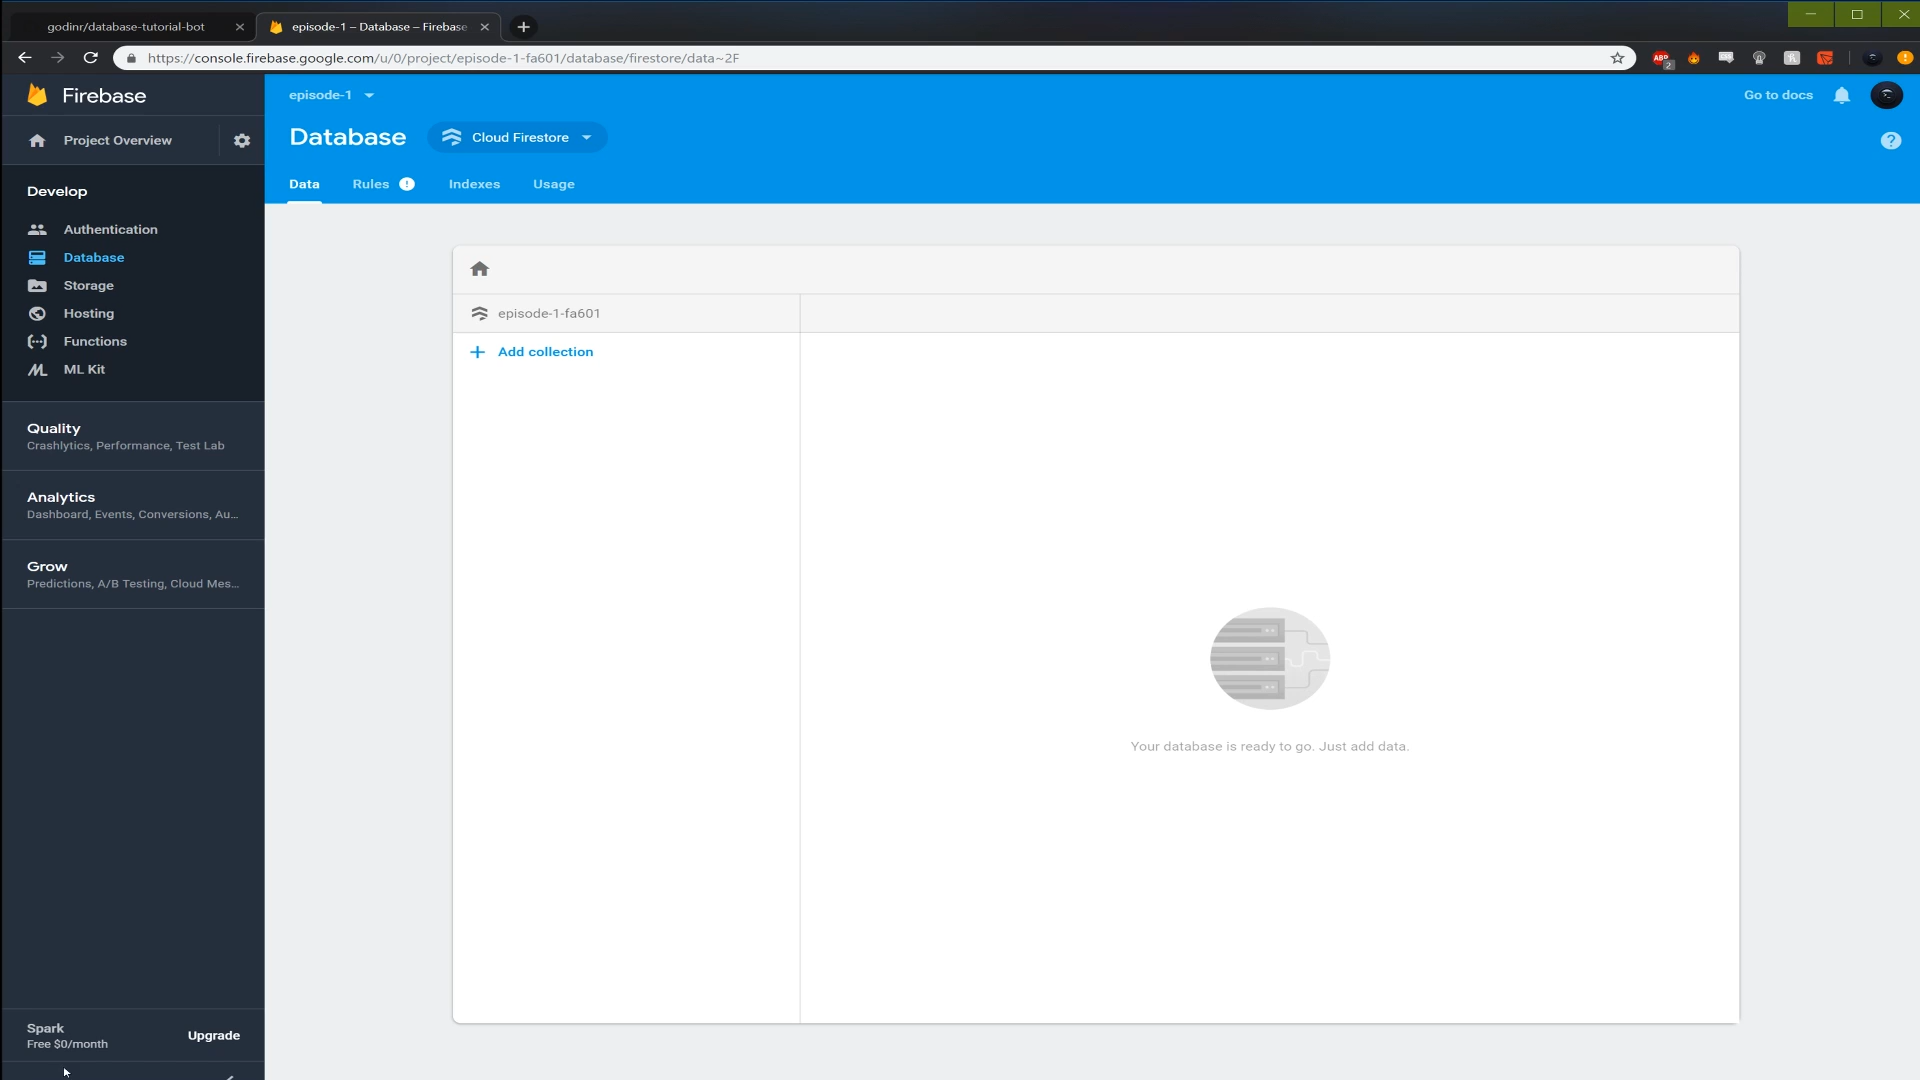 godinr/database-tutorial-bot
episode-1 – Database – Firebase
https://console.firebase.google.com/u/0/project/episode-1-fa601/database/firestore/data~2F
ABP
2
Firebase
episode-1
Go to docs
Project Overview
Database
Cloud Firestore
?
Develop
Data
Rules
!
Indexes
Usage
Authentication
Database
Storage
Hosting
Functions
ML Kit
episode-1-fa601
Add collection
Quality
Crashlytics, Performance, Test Lab
Analytics
Dashboard, Events, Conversions, Au...
Grow
Predictions, A/B Testing, Cloud Mes...
Your database is ready to go. Just add data.
Spark
Free $0/month
Upgrade